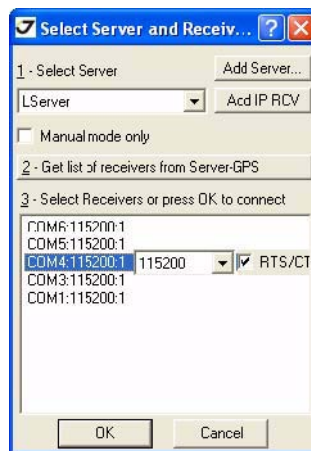 Select Server and Receiv...
1 - Select Server
Add Server...
LServer
Add IP RCV
Manual mode only
2 - Get list of receivers from Server-GPS
3 - Select Receivers or press OK to connect
COM6:115200:1
COM5:115200:1
COM4:115200:1 115200 RTS/CT
COM3:115200:1
COM1:115200:1
OK Cancel